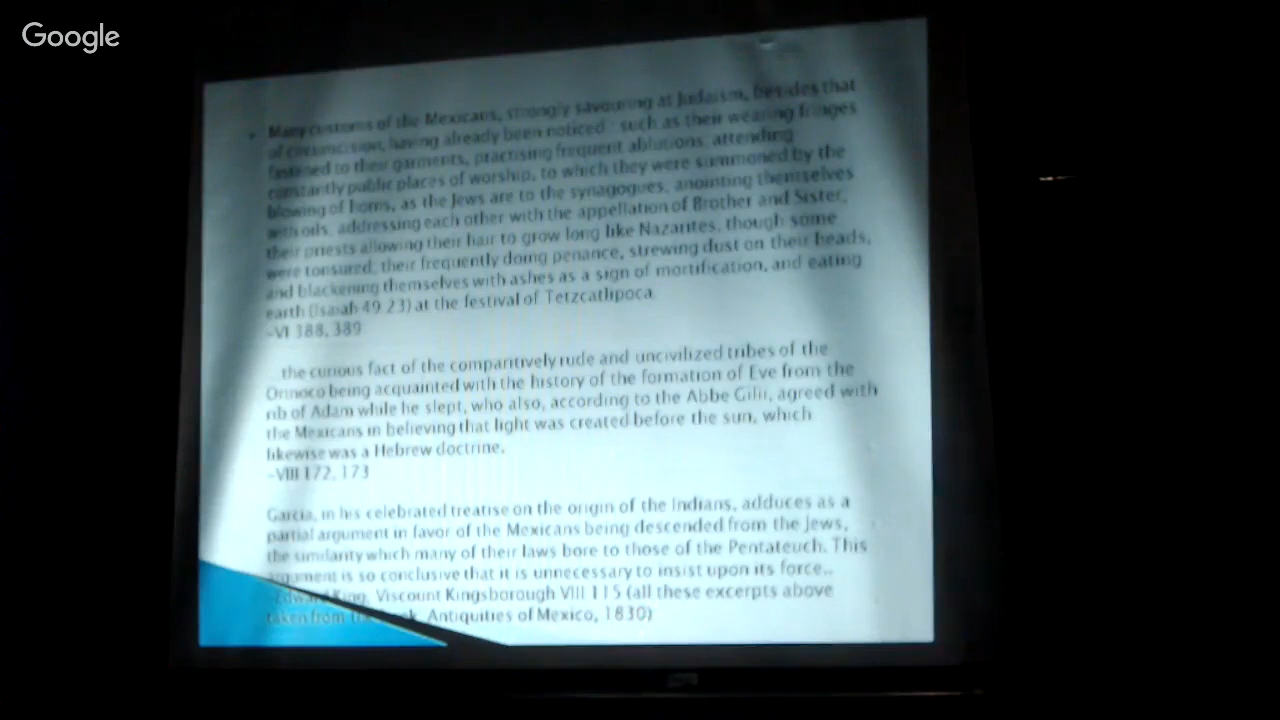 Google
Many customs of the Mexicans, strongly savouring at Judaism, besides that
of circumcision, having already been noticed : such as their wearing fringes
fastened to their garments, practising frequent ablutions, attending
constantly public places of worship, to which they were summoned by the
blowing of horns, as the Jews are to the synagogues, anointing themselves
with oils, addressing each other with the appellation of Brother and Sister,
their priests allowing their hair to grow long like Nazarites, though some
were tonsured; their frequently doing penance, strewing dust on their heads,
and blackening themselves with ashes as a sign of mortification, and eating
earth (Isaiah 49 23) at the festival of Tetzcatlipoca
-VI 388, 389
... the curious fact of the comparitively rude and uncivilized tribes of the
Orinoco being acquainted with the history of the formation of Eve from the
rib of Adam while he slept, who also, according to the Abbe Gilii, agreed with
the Mexicans in believing that light was created before the sun, which
likewise was a Hebrew doctrine.
-VIII 172, 173
Garcia, in his celebrated treatise on the origin of the Indians, adduces as a
partial argument in favor of the Mexicans being descended from the Jews,
the similarity which many of their laws bore to those of the Pentateuch. This
argument is so conclusive that it is unnecessary to insist upon its force..
-Edward King, Viscount Kingsborough VIII 115 (all these excerpts above
taken from Antiquities of Mexico, 1830)